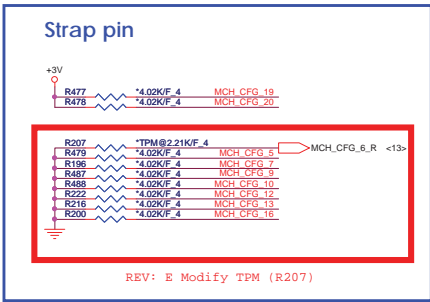 Strap pin
+3V
R477 *4.02K/F_4 MCH_CFG_19
R478 *4.02K/F_4 MCH_CFG_20
R207 *TPM@2.21K/F_4 MCH_CFG_6_R <13>
R479 *4.02K/F_4 MCH_CFG_5
R196 *4.02K/F_4 MCH_CFG_7
R487 *4.02K/F_4 MCH_CFG_9
R488 *4.02K/F_4 MCH_CFG_10
R222 *4.02K/F_4 MCH_CFG_12
R216 *4.02K/F_4 MCH_CFG_13
R200 *4.02K/F_4 MCH_CFG_16
REV: E Modify TPM (R207)